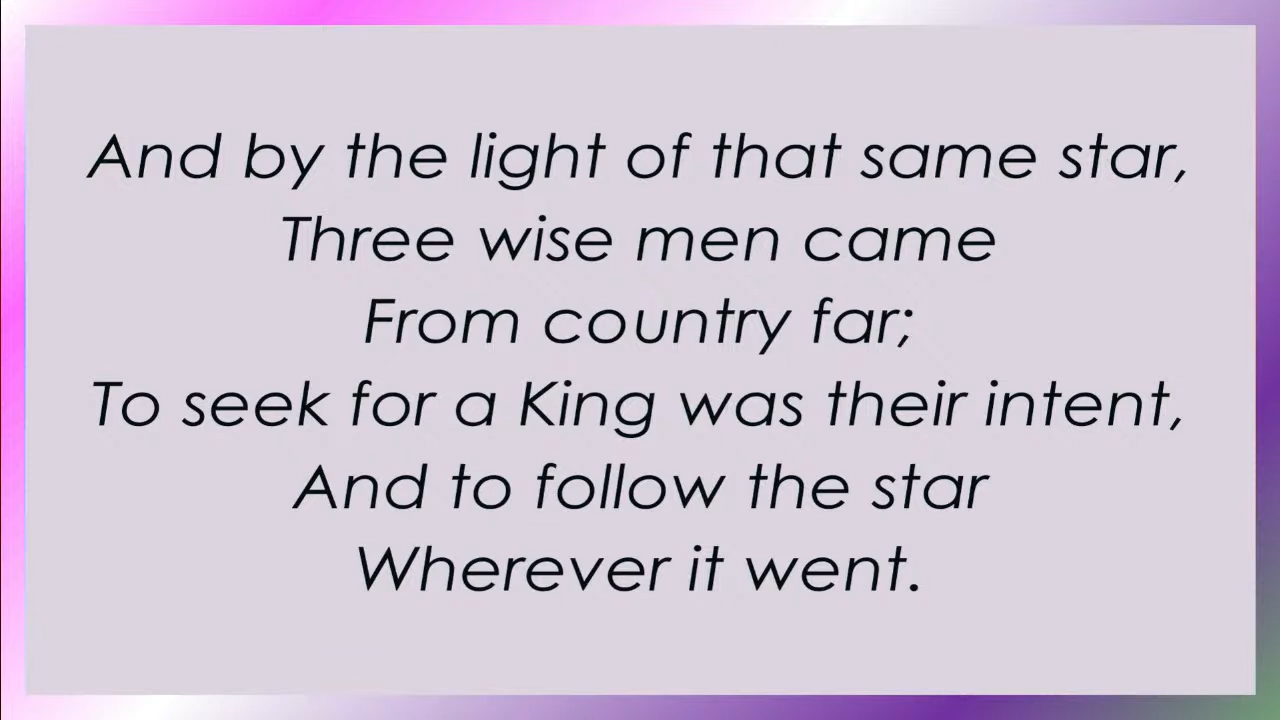 And by the light of that same star,
Three wise men came
From country far;
To seek for a King was their intent,
And to follow the star
Wherever it went.